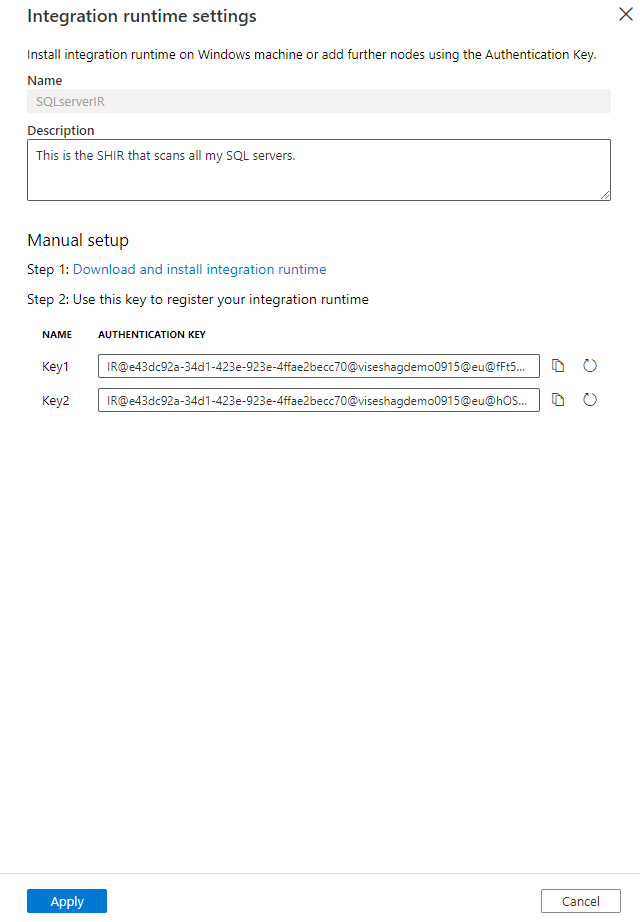 Integration runtime settings
Install integration runtime on Windows machine or add further nodes using the Authentication Key.
Name
SQLserverIR
Description
This is the SHIR that scans all my SQL servers.
Manual setup
Step 1: Download and install integration runtime
Step 2: Use this key to register your integration runtime
NAME AUTHENTICATION KEY
Key1 IR@e43dc92a-34d1-423e-923e-4ffae2becc70@viseshagdemo0915@eu@fFt5...
Key2 IR@e43dc92a-34d1-423e-923e-4ffae2becc70@viseshagdemo0915@eu@hOS...
Apply Cancel